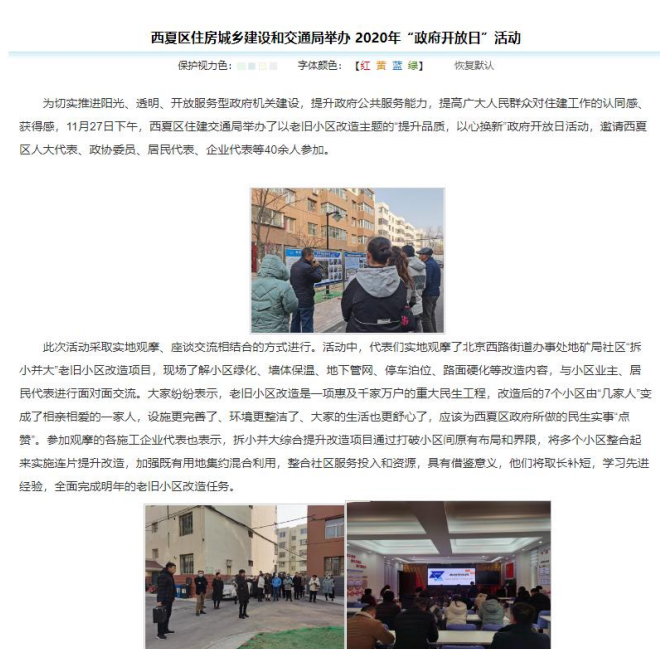 西夏区住房城乡建设和交通局举办 2020年“政府开放日”活动
保护视力色： 字体颜色： 【红 黄 蓝 绿】 恢复默认
为切实推进阳光、透明、开放服务型政府机关建设，提升政府公共服务能力，提高广大人民群众对住建工作的认同感、
获得感，11月27日下午，西夏区住建交通局举办了以老旧小区改造主题的“提升品质，以心换新”政府开放日活动，邀请西夏
区人大代表、政协委员、居民代表、企业代表等40余人参加。
此次活动采取实地观摩、座谈交流相结合的方式进行。活动中，代表们实地观摩了北京西路街道办事处地矿局社区“拆
小并大”老旧小区改造项目，现场了解小区绿化、墙体保温、地下管网、停车泊位、路面硬化等改造内容，与小区业主、居
民代表进行面对面交流。大家纷纷表示，老旧小区改造是一项惠及千家万户的重大民生工程，改造后的7个小区由“几家人”变
成了相亲相爱的一家人，设施更完善了、环境更整洁了、大家的生活也更舒心了，应该为西夏区政府所做的民生实事“点
赞”。参加观摩的各施工企业代表也表示，拆小并大综合提升改造项目通过打破小区间原有布局和界限，将多个小区整合起
来实施连片提升改造，加强既有用地集约混合利用，整合社区服务投入和资源，具有借鉴意义，他们将取长补短，学习先进
经验，全面完成明年的老旧小区改造任务。